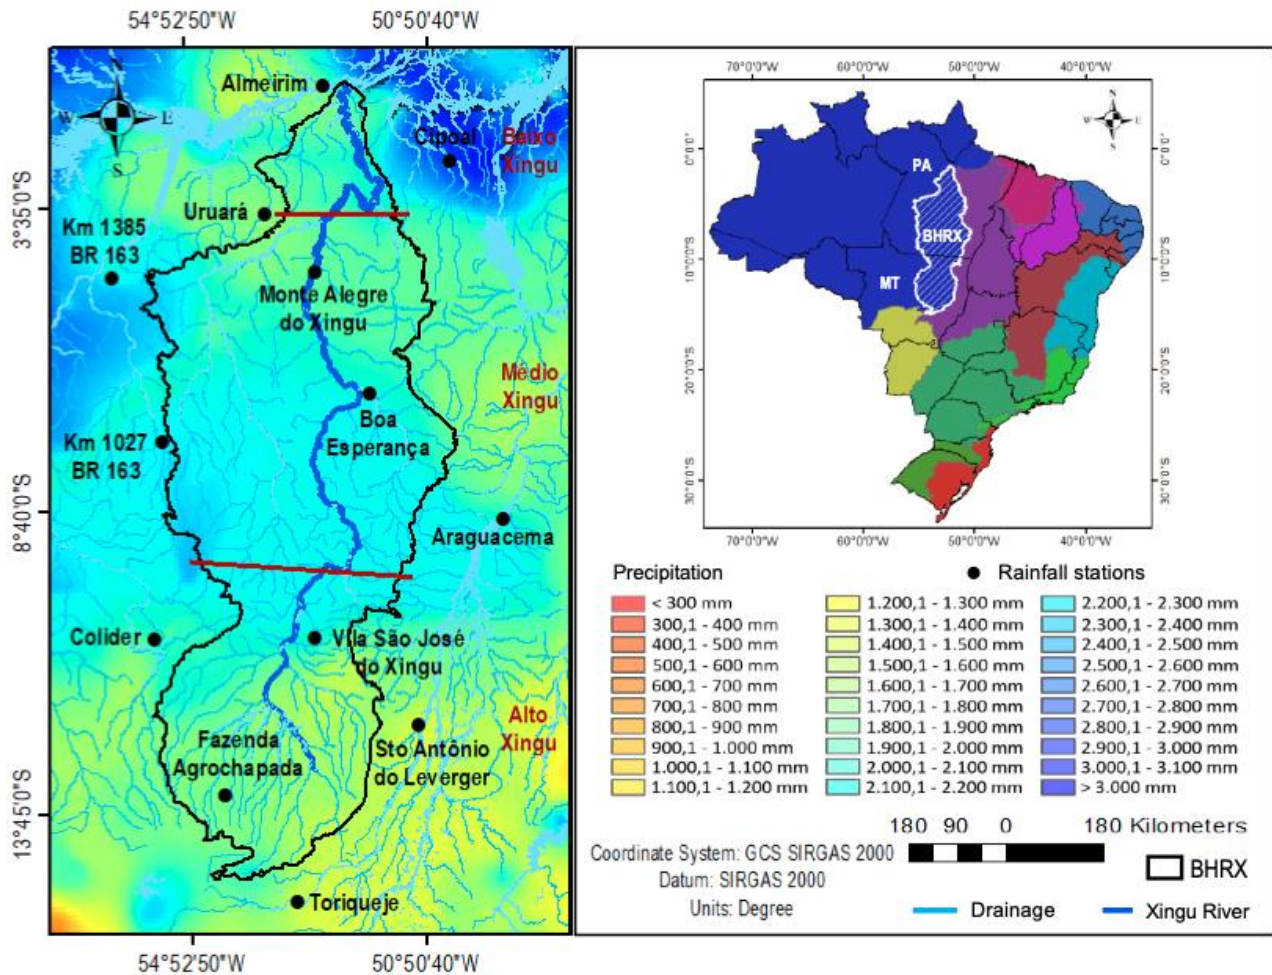 54°52'50"W
50°50'40"W
N
W
E
S
Almeirim
Cipoal
Baixo
Xingu
Uruará
3°35'0"S
Km 1385
BR 163
Monte Alegre
do Xingu
Médio
Xingu
Boa
Esperança
Km 1027
BR 163
8°40'0"S
Araguacema
Colider
Vila São José
do Xingu
Alto
Xingu
Fazenda
Agrochapada
Sto Antônio
do Leverger
13°45'0"S
Toriqueje
54°52'50"W
50°50'40"W
70°0'0"W
60°0'0"W
50°0'0"W
40°0'0"W
N
W
E
S
0°0'0"
10°0'0"S
20°0'0"S
30°0'0"S
PA
BHRX
MT
0°0'0"
10°0'0"S
20°0'0"S
30°0'0"S
70°0'0"W
60°0'0"W
50°0'0"W
40°0'0"W
Precipitation
Rainfall stations
< 300 mm
300,1 - 400 mm
400,1 - 500 mm
500,1 - 600 mm
600,1 - 700 mm
700,1 - 800 mm
800,1 - 900 mm
900,1 - 1.000 mm
1.000,1 - 1.100 mm
1.100,1 - 1.200 mm
1.200,1 - 1.300 mm
1.300,1 - 1.400 mm
1.400,1 - 1.500 mm
1.500,1 - 1.600 mm
1.600,1 - 1.700 mm
1.700,1 - 1.800 mm
1.800,1 - 1.900 mm
1.900,1 - 2.000 mm
2.000,1 - 2.100 mm
2.100,1 - 2.200 mm
2.200,1 - 2.300 mm
2.300,1 - 2.400 mm
2.400,1 - 2.500 mm
2.500,1 - 2.600 mm
2.600,1 - 2.700 mm
2.700,1 - 2.800 mm
2.800,1 - 2.900 mm
2.900,1 - 3.000 mm
3.000,1 - 3.100 mm
> 3.000 mm
180 90 0 180 Kilometers
Coordinate System: GCS SIRGAS 2000
Datum: SIRGAS 2000
Units: Degree
BHRX
Drainage
Xingu River